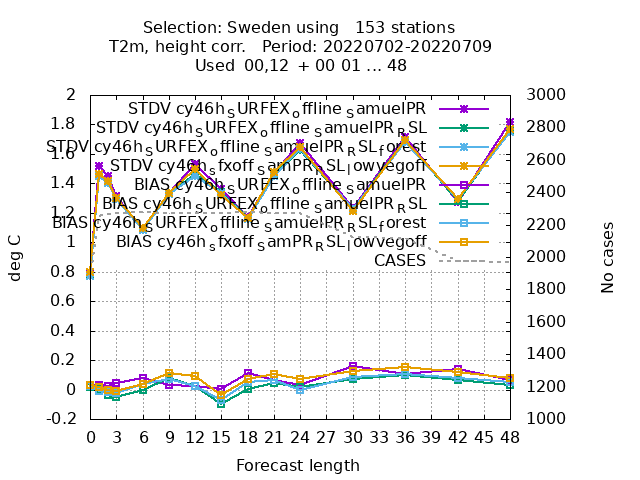 Selection: Sweden using 153 stations
T2m, height corr. Period: 20220702-20220709
Used 00,12 + 00 01 ... 48
deg C
2
1.8
1.6
1.4
1.2
1
0.8
0.6
0.4
0.2
0
-0.2
STDV cy46h_SURFEX_offline_samuelPR
STDV cy46h_SURFEX_offline_samuelPR_RSL
STDV cy46h_SURFEX_offline_samuelPR_RSL_forest
STDV cy46h_sfxoff_SamPR_RSL_lowvegoff
BIAS cy46h_SURFEX_offline_samuelPR
BIAS cy46h_SURFEX_offline_samuelPR_RSL
BIAS cy46h_SURFEX_offline_samuelPR_RSL_forest
BIAS cy46h_sfxoff_SamPR_RSL_lowvegoff
CASES
3000
2800
2600
2400
2200
2000
1800
1600
1400
1200
1000
No cases
0 3 6 9 12 15 18 21 24 27 30 33 36 39 42 45 48
Forecast length